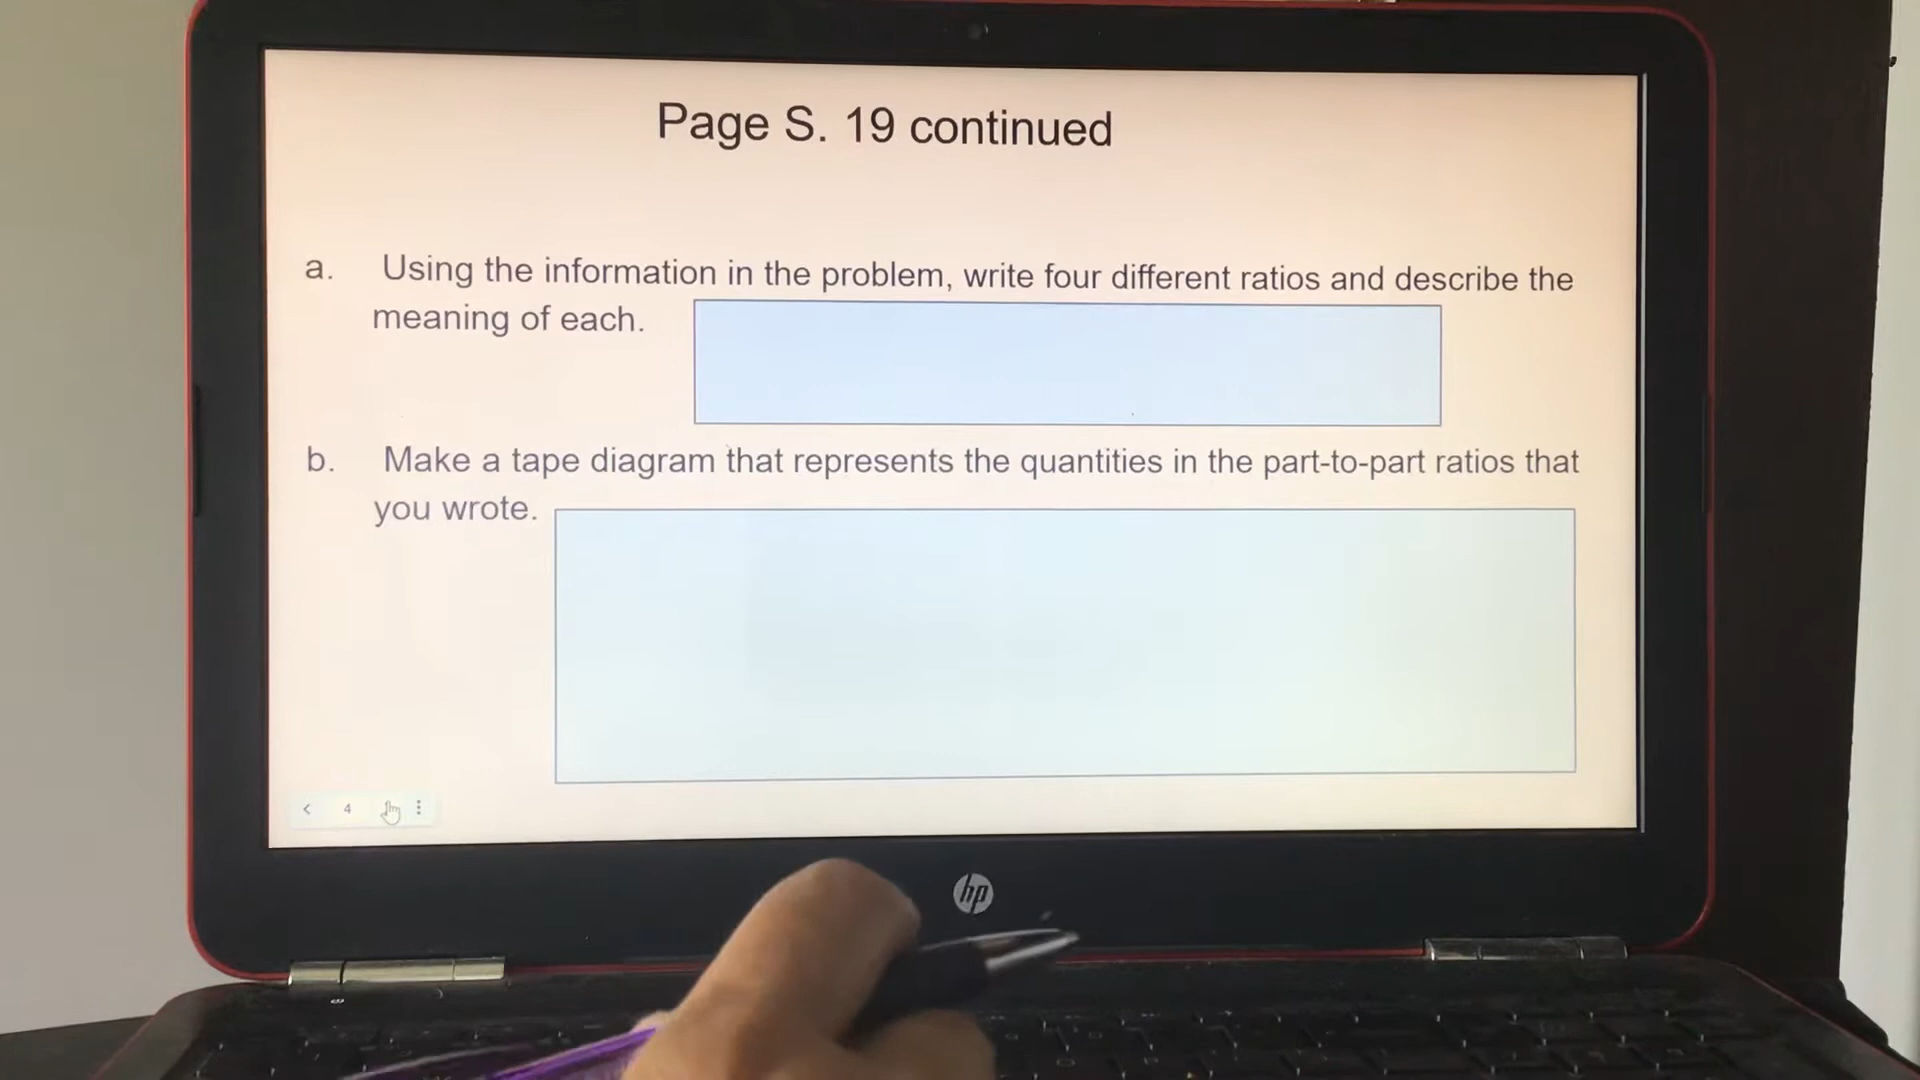 Page S. 19 continued
a. Using the information in the problem, write four different ratios and describe the
meaning of each.
b. Make a tape diagram that represents the quantities in the part-to-part ratios that
you wrote.
4
hp